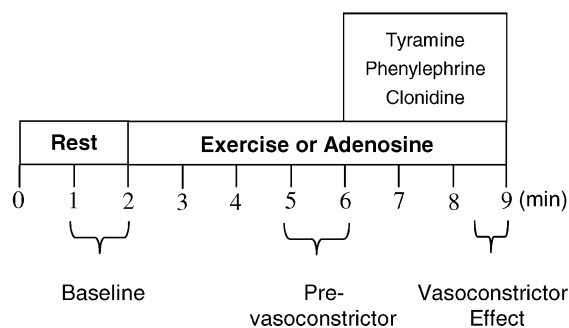 Tyramine
Phenylephrine
Clonidine
Rest
Exercise or Adenosine
0 1 2 3 4 5 6 7 8 9 (min)
Baseline
Pre-
vasoconstrictor
Vasoconstrictor
Effect